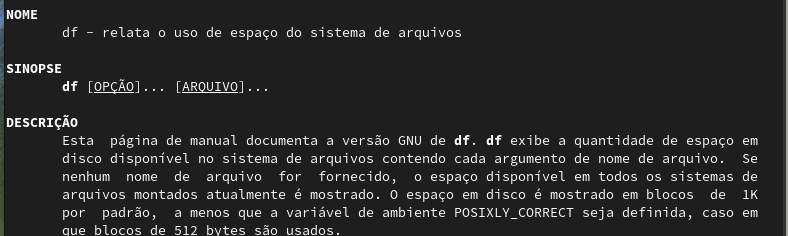 NOME
df - relata o uso de espaço do sistema de arquivos
SINOPSE
df [OPÇÃO]... [ARQUIVO]...
DESCRIÇÃO
Esta página de manual documenta a versão GNU de df. df exibe a quantidade de espaço em
disco disponível no sistema de arquivos contendo cada argumento de nome de arquivo. Se
nenhum nome de arquivo for fornecido, o espaço disponível em todos os sistemas de
arquivos montados atualmente é mostrado. O espaço em disco é mostrado em blocos de 1K
por padrão, a menos que a variável de ambiente POSIXLY_CORRECT seja definida, caso em
que blocos de 512 bytes são usados.